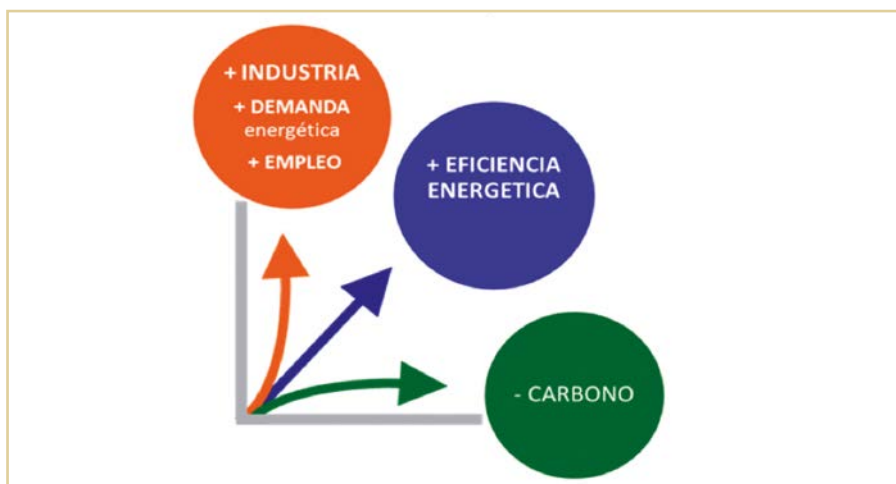 + INDUSTRIA
+ DEMANDA
energética
+ EMPLEO
+ EFICIENCIA
ENERGETICA
- CARBONO